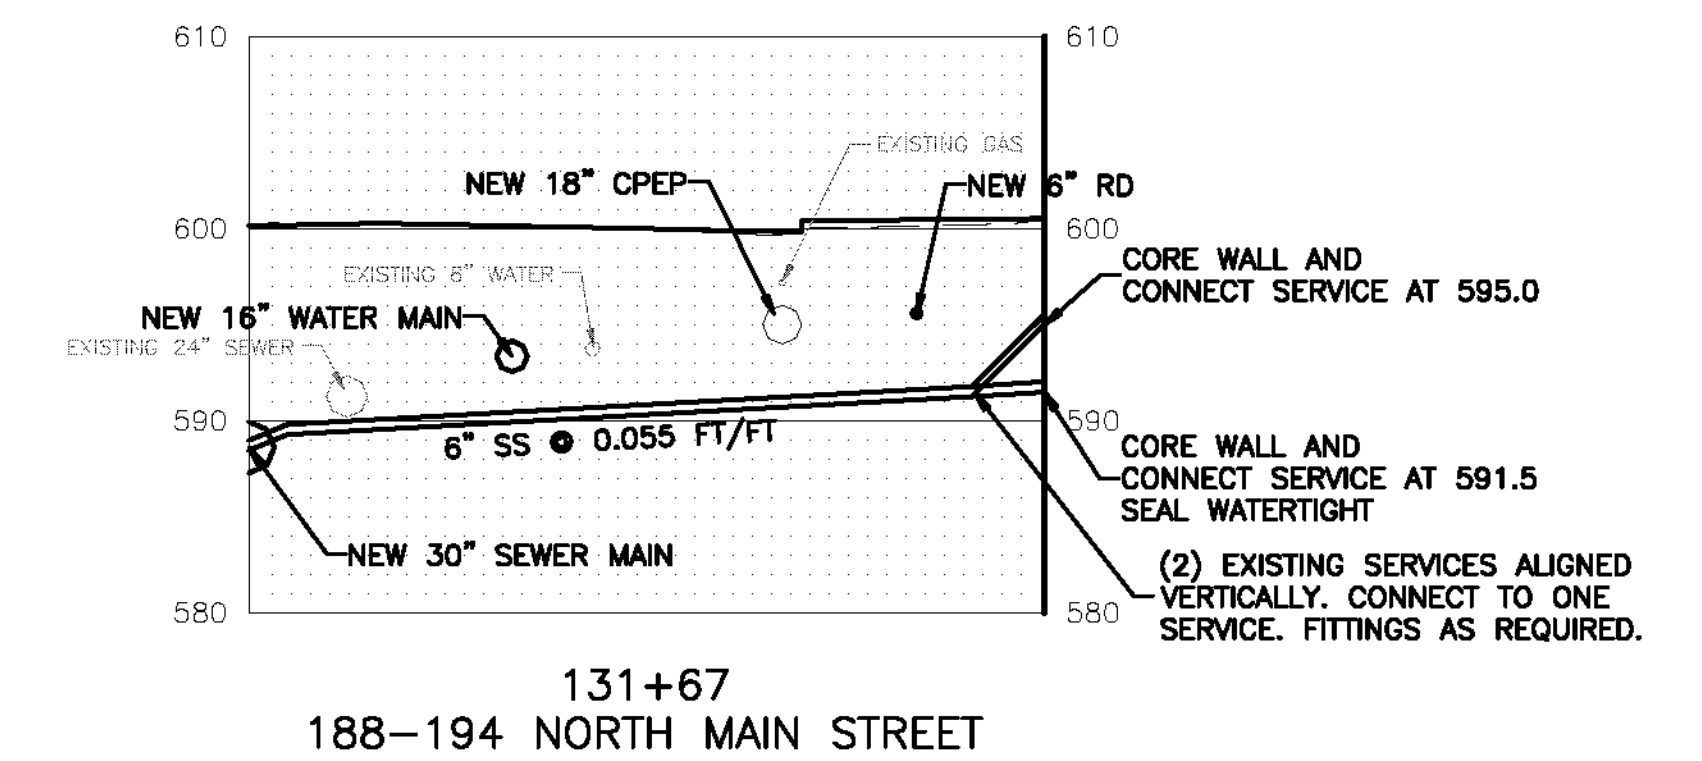 610
610
EXISTING GAS
NEW 18" CPEP
NEW 6" RD
600
600
CORE WALL AND
CONNECT SERVICE AT 595.0
EXISTING 8" WATER
NEW 16" WATER MAIN
EXISTING 24" SEWER
590
590
6" SS @ 0.055 FT/FT
CORE WALL AND
CONNECT SERVICE AT 591.5
SEAL WATERTIGHT
NEW 30" SEWER MAIN
(2) EXISTING SERVICES ALIGNED
VERTICALLY. CONNECT TO ONE
SERVICE. FITTINGS AS REQUIRED.
580
580
131+67
188-194 NORTH MAIN STREET